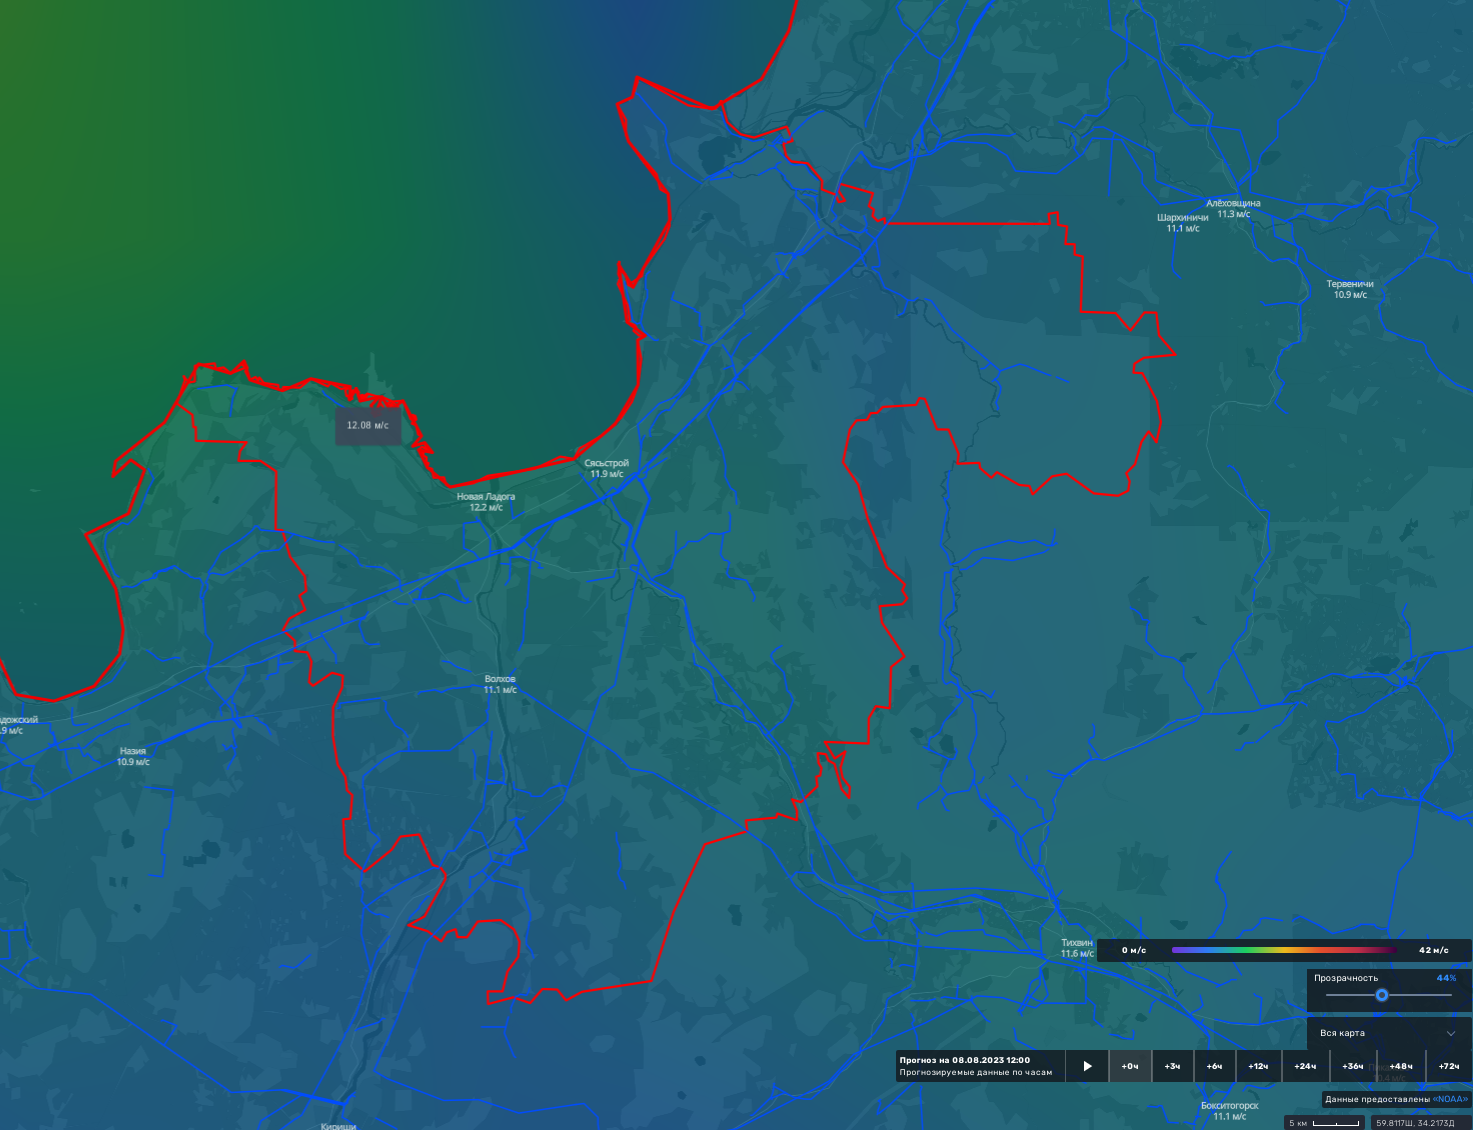 Алёховщина
11.3 м/с
Шархиничи
11.1 м/с
Тервеничи
10.9 м/с
12.08 м/с
Сясьстрой
11.9 м/с
Новая Ладога
12.2 м/с
Волхов
11.1 м/с
Назия
10.9 м/с
Тихвин
11.6 м/с
0 м/с
42 м/с
Прозрачность
44%
Вся карта
Прогноз на 08.08.2023 12:00
Прогнозируемые данные по часам
+0ч
+3ч
+6ч
+12ч
+24ч
+36ч
+48ч
+72ч
Данные предоставлены «NOAA»
Бокситогорск
11.1 м/с
Кириши
5 км
59.8117Ш, 34.2173Д